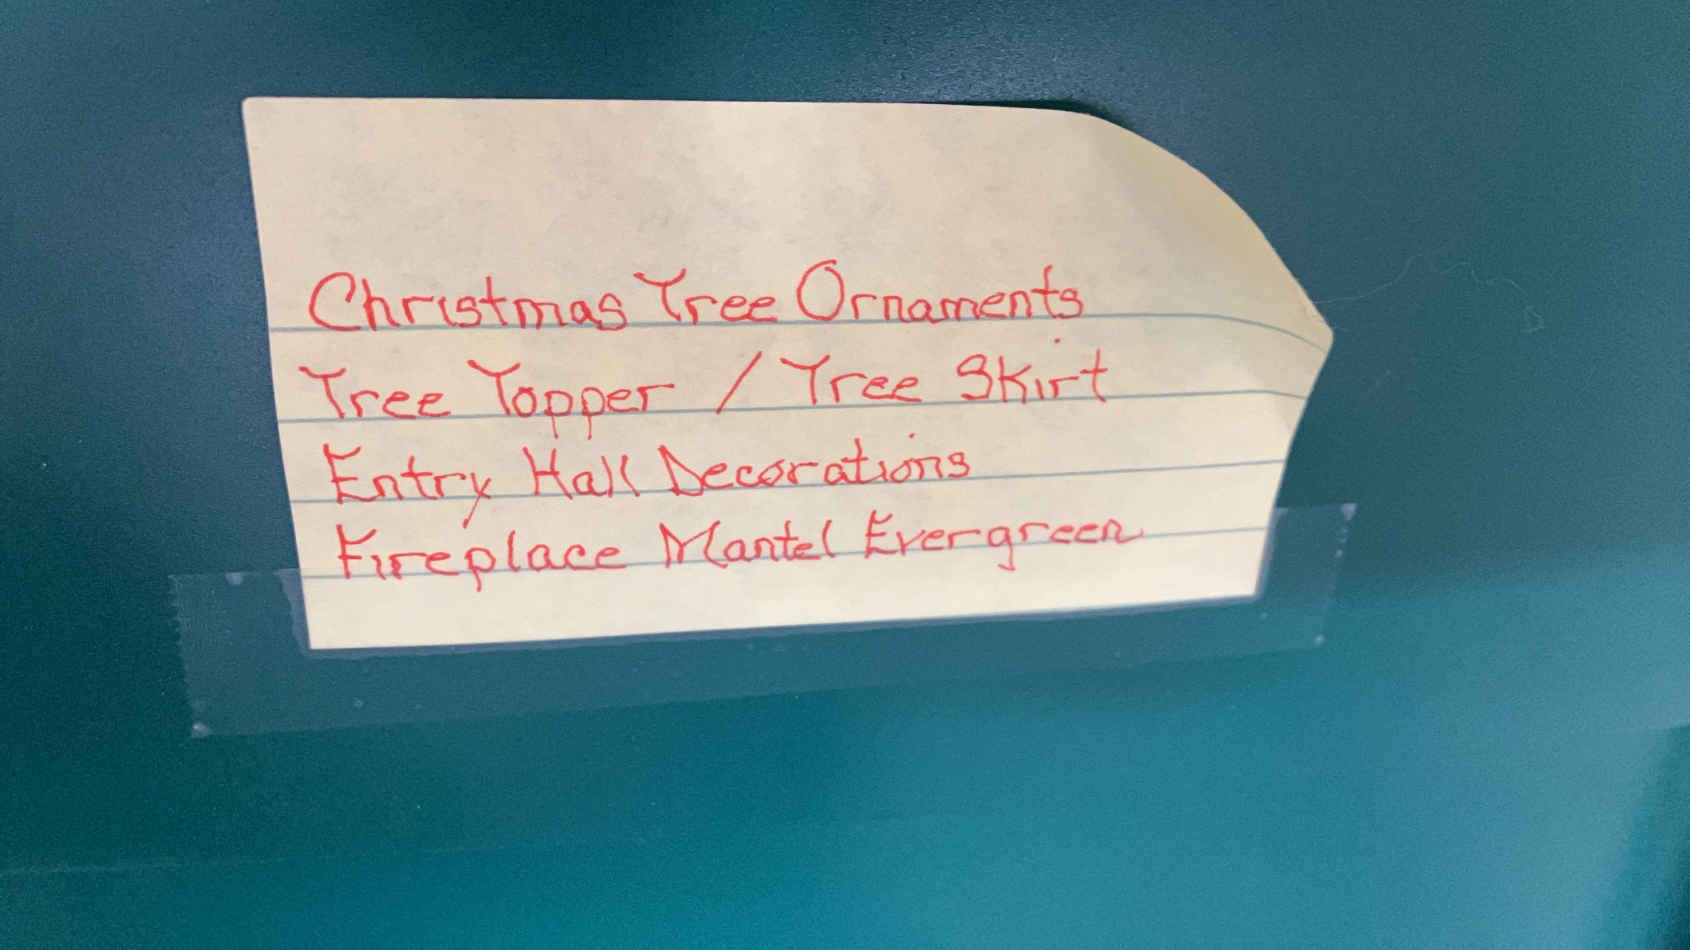 Christmas Tree Ornaments
Tree Topper / Tree Skirt
Entry Hall Decorations
Fireplace Mantel Evergreen